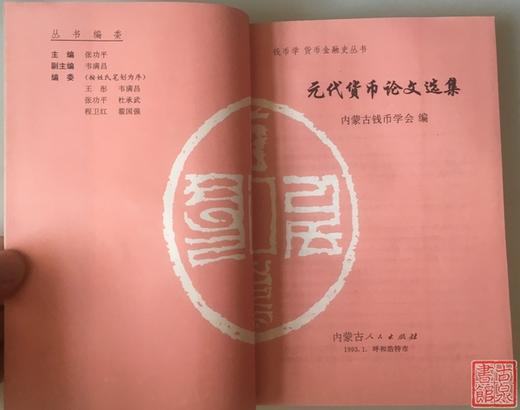 丛书编委
主编 张功平
副主编 韦满昌
编委 (按姓氏笔划为序)
王彤 韦满昌
张功平 杜承武
程卫红 翟国强
钱币学 货币金融史丛书
元代货币论文选集
内蒙古钱币学会 编
内蒙古人民出版社
1993.1. 呼和浩特市
古泉
書館